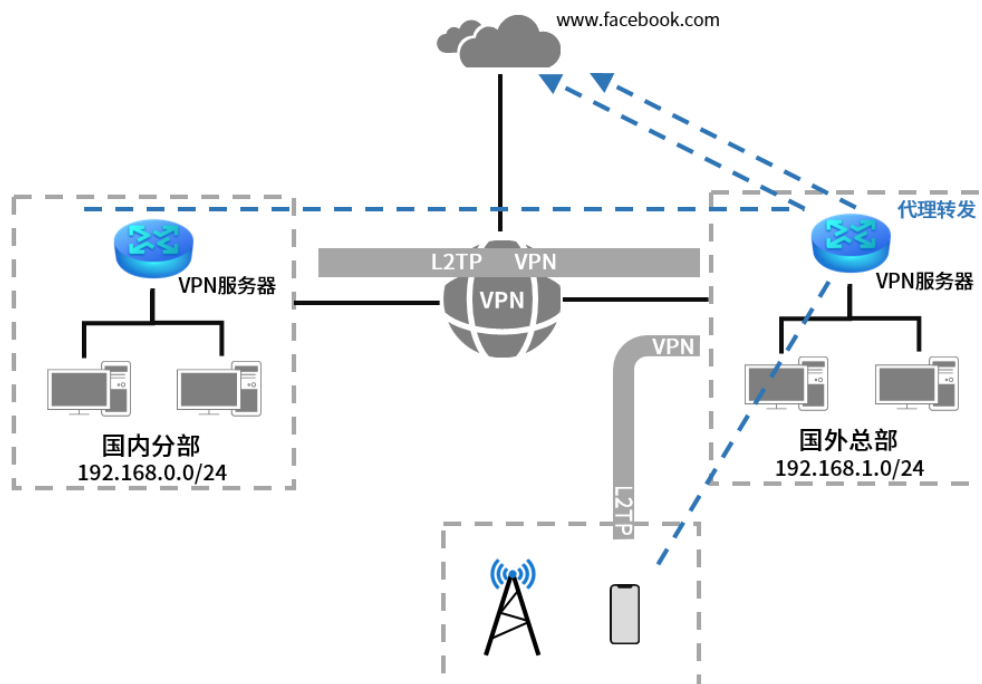 www.facebook.com
代理转发
L2TP VPN
VPN服务器
VPN
VPN服务器
VPN
国内分部
192.168.0.0/24
国外总部
192.168.1.0/24
L2TP